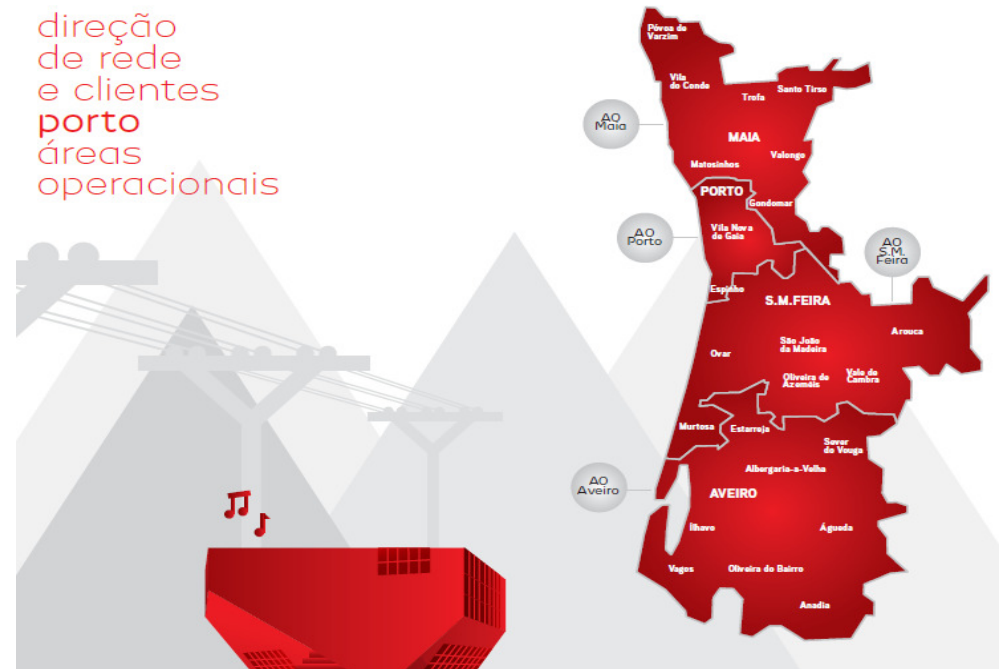 direção
de rede
e clientes
porto
áreas
operacionais
Póvoa de
Varzim
Vila
do Conde
Trofa
Santo Tirso
AO
Maia
MAIA
Valongo
Matosinhos
PORTO
Gondomar
AO
Porto
Vila Nova
de Gaia
AO
S.M.
Feira
Espinho
S.M.FEIRA
Arouca
São João
da Madeira
Ovar
Oliveira de
Azeméis
Vale de
Cambra
Murtosa
Estarreja
Sever
do Vouga
Albergaria-a-Velha
AO
Aveiro
AVEIRO
Ílhavo
Águeda
Vagos
Oliveira do Bairro
Anadia